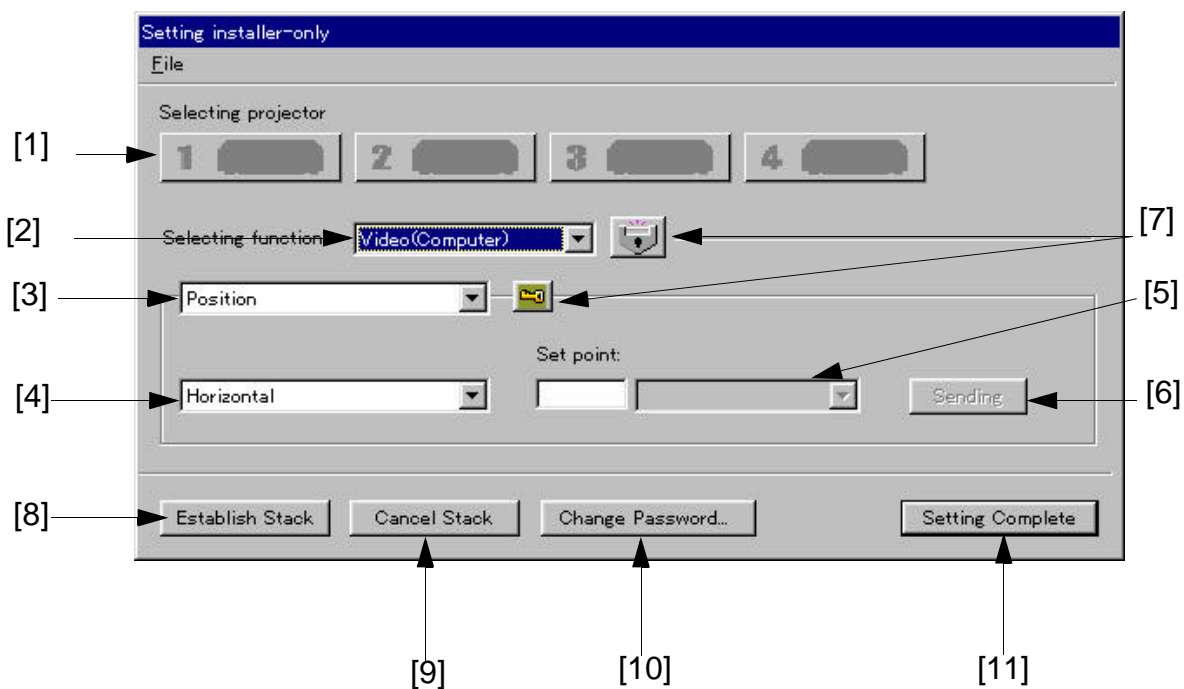 Setting installer-only
File
Selecting projector
[1]
1 2 3 4
[2]
Selecting function
Video(Computer)
[7]
[3]
Position
[5]
Set point:
[4]
Horizontal
Sending
[6]
[8]
Establish Stack
Cancel Stack
Change Password...
Setting Complete
[9]
[10]
[11]